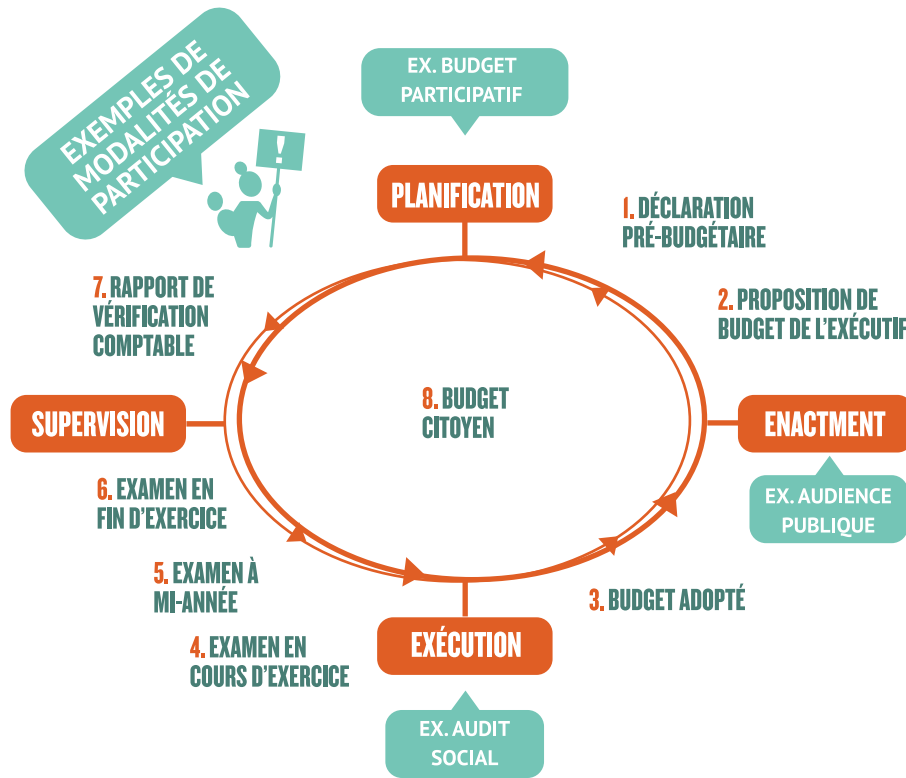 EXEMPLES DE
MODALITÉS DE
PARTICIPATION
!
EX. BUDGET
PARTICIPATIF
PLANIFICATION
1. DÉCLARATION
PRÉ-BUDGÉTAIRE
2. PROPOSITION DE
BUDGET DE L'EXÉCUTIF
7. RAPPORT DE
VÉRIFICATION
COMPTABLE
8. BUDGET
CITOYEN
SUPERVISION
ENACTMENT
EX. AUDIENCE
PUBLIQUE
6. EXAMEN EN
FIN D'EXERCICE
5. EXAMEN À
MI-ANNÉE
4. EXAMEN EN
COURS D'EXERCICE
3. BUDGET ADOPTÉ
EXÉCUTION
EX. AUDIT
SOCIAL